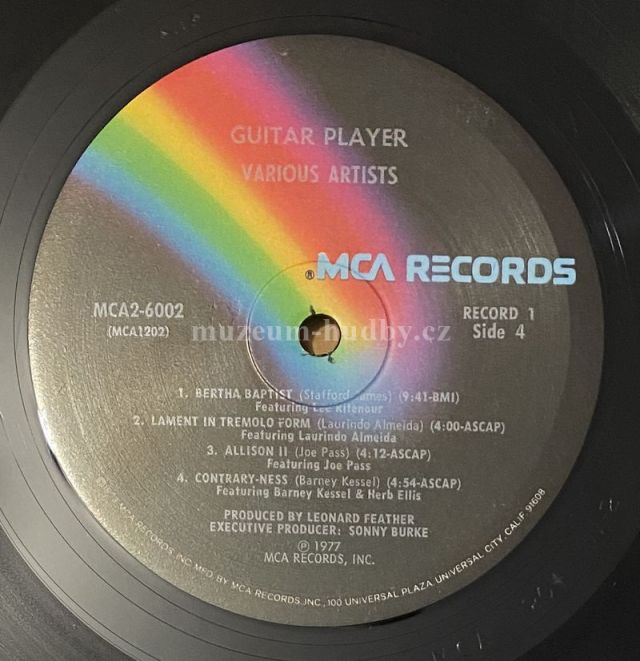 GUITAR PLAYER
VARIOUS ARTISTS
® MCA RECORDS
MCA2-6002
(MCA1202)
RECORD 1
Side 4
muzeum-hudby.cz
1. BERTHA BAPTIST (Stafford James) (9:41-BMI)
Featuring Lee Ritenour
2. LAMENT IN TREMOLO FORM (Laurindo Almeida) (4:00-ASCAP)
Featuring Laurindo Almeida
3. ALLISON II (Joe Pass) (4:12-ASCAP)
Featuring Joe Pass
4. CONTRARY-NESS (Barney Kessel) (4:54-ASCAP)
Featuring Barney Kessel & Herb Ellis
PRODUCED BY LEONARD FEATHER
EXECUTIVE PRODUCER: SONNY BURKE
℗ 1977
MCA RECORDS, INC.
MCA RECORDS, INC. MFD. BY MCA RECORDS, INC., 100 UNIVERSAL PLAZA UNIVERSAL CITY, CALIF. 91608